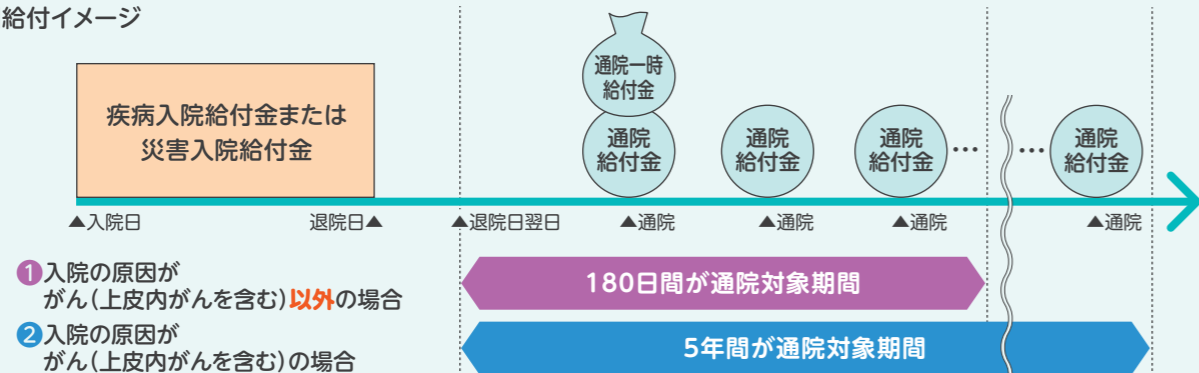 給付イメージ
疾病入院給付金または
災害入院給付金
通院一時
給付金
通院
給付金
通院
給付金
通院
給付金
…
…
通院
給付金
▲入院日
退院日▲
▲退院日翌日
▲通院
▲通院
▲通院
▲通院
①入院の原因が
がん(上皮内がんを含む)以外の場合
180日間が通院対象期間
②入院の原因が
がん(上皮内がんを含む)の場合
5年間が通院対象期間